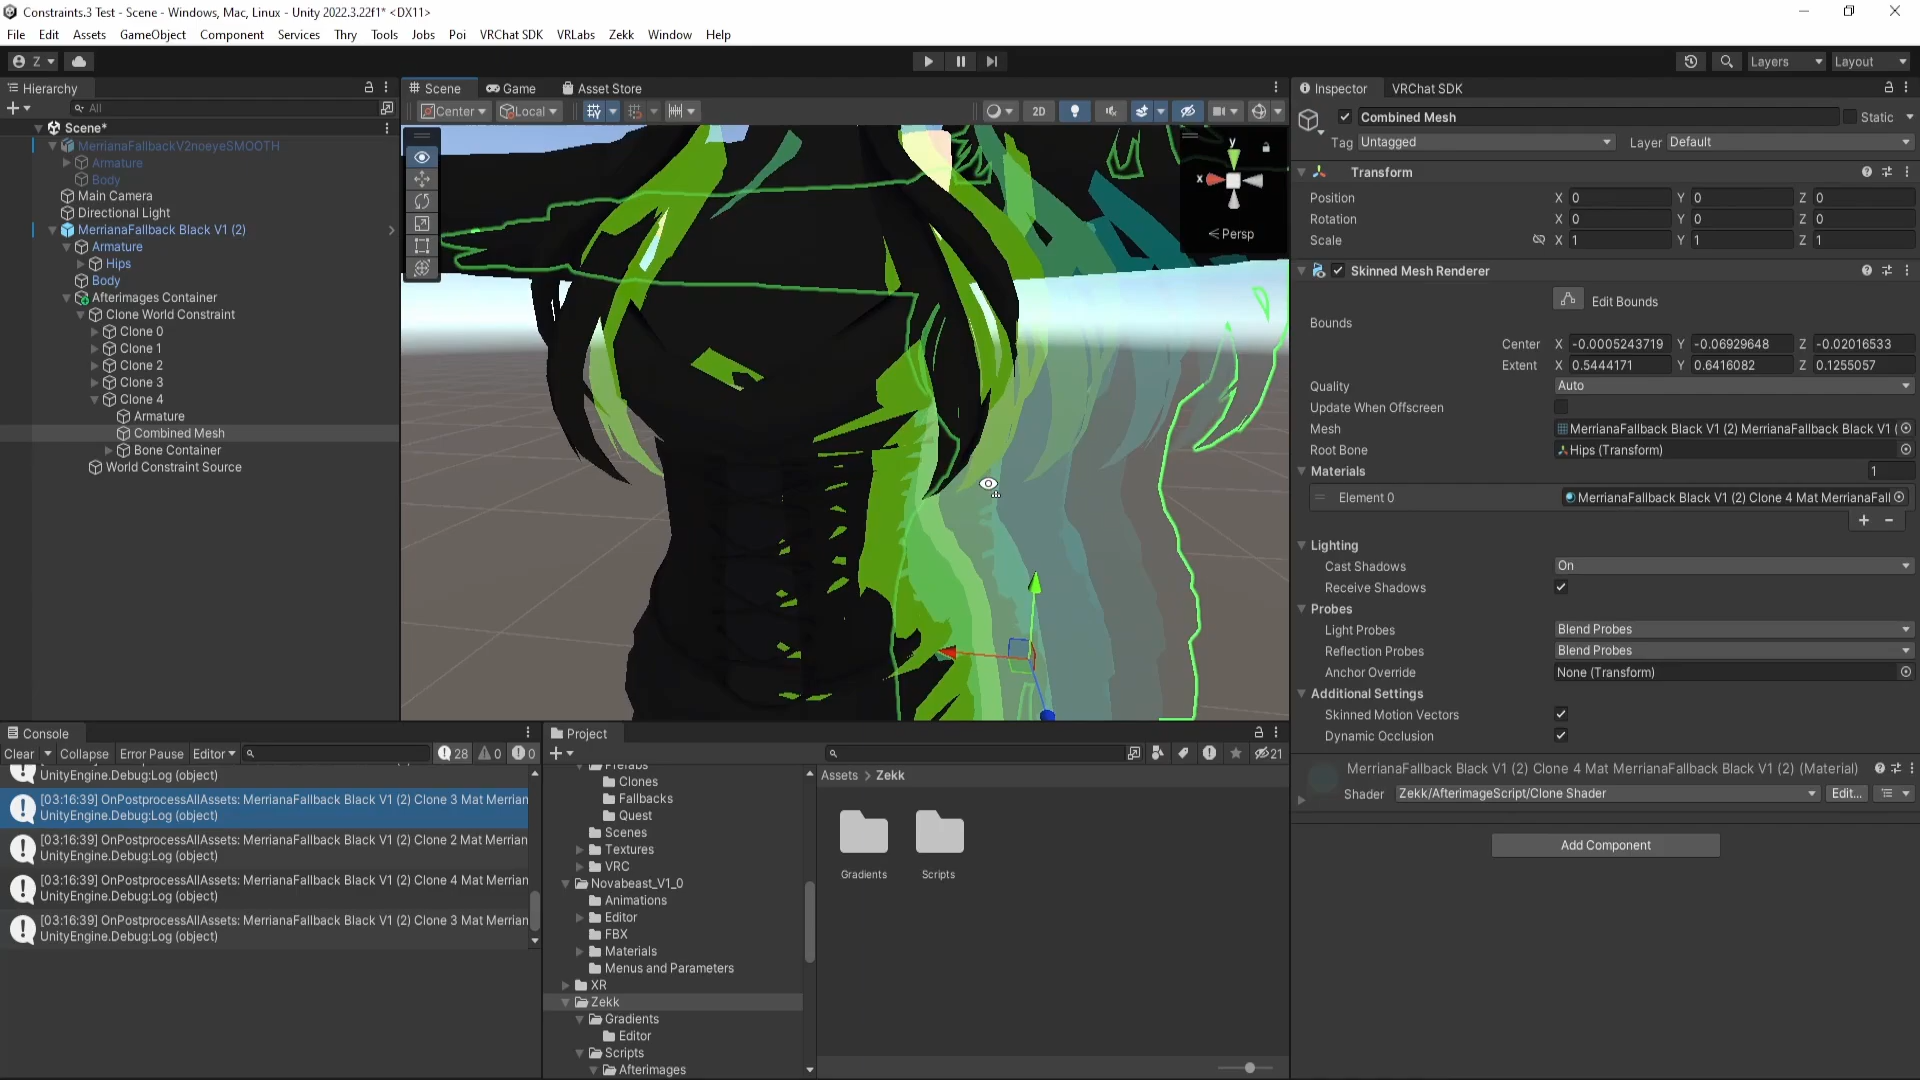 Constraints.3 Test - Scene - Windows, Mac, Linux - Unity 2022.3.22f1* <DX11>
File Edit Assets GameObject Component Services Thry Tools Jobs Poi VRChat SDK VRLabs Zekk Window Help
Z Layers Layout
Hierarchy
All
Scene*
MerrianaFallbackV2noeyeSMOOTH
Armature
Body
Main Camera
Directional Light
MerrianaFallback Black V1 (2)
Armature
Hips
Body
Afterimages Container
Clone World Constraint
Clone 0
Clone 1
Clone 2
Clone 3
Clone 4
Armature
Combined Mesh
Bone Container
World Constraint Source
Scene Game Asset Store
Center Local 2D
y
x
Persp
Inspector VRChat SDK
Combined Mesh Static
Tag Untagged Layer Default
Transform
Position X 0 Y 0 Z 0
Rotation X 0 Y 0 Z 0
Scale X 1 Y 1 Z 1
Skinned Mesh Renderer
Edit Bounds
Bounds
Center X -0.0005243719 Y -0.06929648 Z -0.02016533
Extent X 0.5444171 Y 0.6416082 Z 0.1255057
Quality Auto
Update When Offscreen
Mesh MerrianaFallback Black V1 (2) MerrianaFallback Black V1 (
Root Bone Hips (Transform)
Materials 1
Element 0 MerrianaFallback Black V1 (2) Clone 4 Mat MerrianaFall
Lighting
Cast Shadows On
Receive Shadows
Probes
Light Probes Blend Probes
Reflection Probes Blend Probes
Anchor Override None (Transform)
Additional Settings
Skinned Motion Vectors
Dynamic Occlusion
MerrianaFallback Black V1 (2) Clone 4 Mat MerrianaFallback Black V1 (2) (Material)
Shader Zekk/AfterimageScript/Clone Shader Edit...
Add Component
Console
Clear Collapse Error Pause Editor 28 0 0
UnityEngine.Debug:Log (object)
[03:16:39] OnPostprocessAllAssets: MerrianaFallback Black V1 (2) Clone 3 Mat Merrian
UnityEngine.Debug:Log (object)
[03:16:39] OnPostprocessAllAssets: MerrianaFallback Black V1 (2) Clone 2 Mat Merrian
UnityEngine.Debug:Log (object)
[03:16:39] OnPostprocessAllAssets: MerrianaFallback Black V1 (2) Clone 4 Mat Merrian
UnityEngine.Debug:Log (object)
[03:16:39] OnPostprocessAllAssets: MerrianaFallback Black V1 (2) Clone 3 Mat Merrian
UnityEngine.Debug:Log (object)
Project
21
Prefabs
Clones
Fallbacks
Quest
Scenes
Textures
VRC
Novabeast_V1_0
Animations
Editor
FBX
Materials
Menus and Parameters
XR
Zekk
Gradients
Editor
Scripts
Afterimages
Assets > Zekk
Gradients Scripts